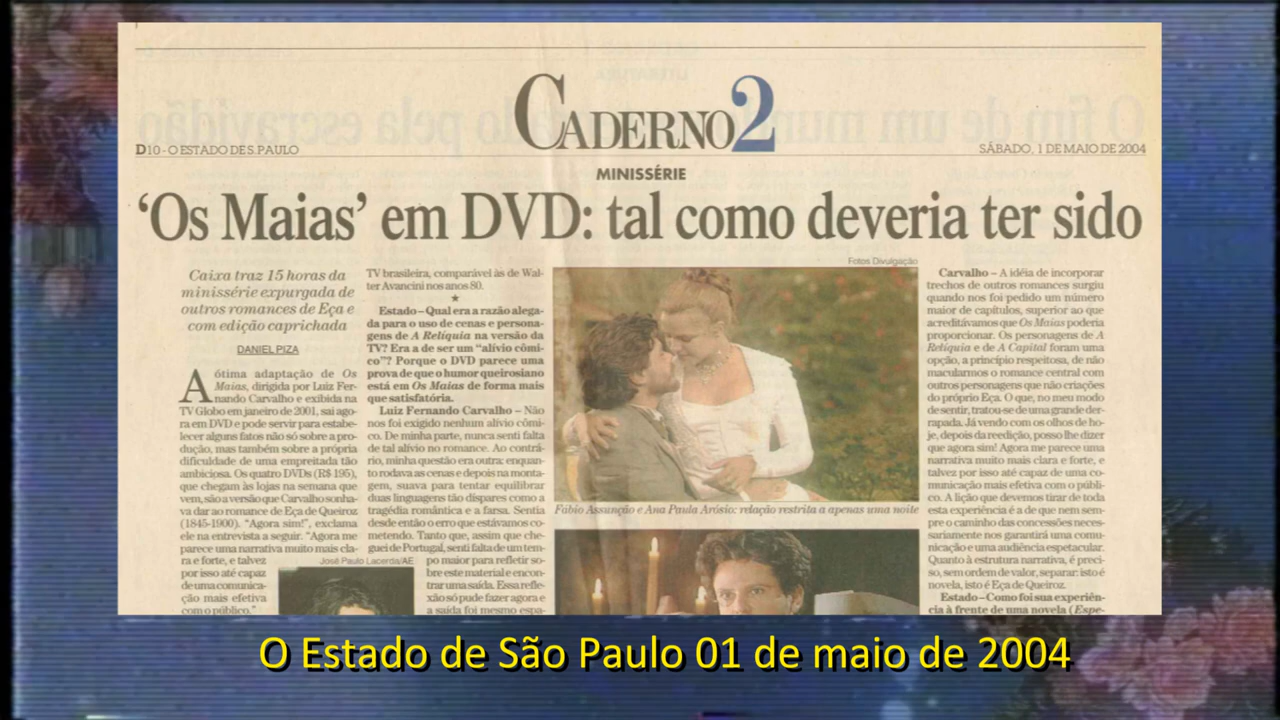 CADERNO2
D10 - O ESTADO DE S. PAULO
SÁBADO, 1 DE MAIO DE 2004
MINISSÉRIE
'Os Maias' em DVD: tal como deveria ter sido
Caixa traz 15 horas da
minissérie expurgada de
outros romances de Eça e
com edição caprichada
DANIEL PIZA
A ótima adaptação de Os
Maias, dirigida por Luiz Fer-
nando Carvalho e exibida na
TV Globo em janeiro de 2001, sai ago-
ra em DVD e pode servir para estabe-
lecer alguns fatos não só sobre a pro-
dução, mas também sobre a própria
dificuldade de uma empreitada tão
ambiciosa. Os quatro DVDs (R$ 195),
que chegam às lojas na semana que
vem, são a versão que Carvalho sonha-
va dar ao romance de Eça de Queiroz
(1845-1900). "Agora sim!", exclama
ele na entrevista a seguir. "Agora me
parece uma narrativa muito mais cla-
ra e forte, e talvez
por isso até capaz
de uma comunica-
ção mais efetiva
com o público."
José Paulo Lacerda/AE
TV brasileira, comparável às de Wal-
ter Avancini nos anos 80.
★
Estado – Qual era a razão alega-
da para o uso de cenas e persona-
gens de A Relíquia na versão da
TV? Era a de ser um "alívio cômi-
co"? Porque o DVD parece uma
prova de que o humor queirosiano
está em Os Maias de forma mais
que satisfatória.
Luiz Fernando Carvalho – Não
nos foi exigido nenhum alívio cômi-
co. De minha parte, nunca senti falta
de tal alívio no romance. Ao contrá-
rio, minha questão era outra: enquan-
to rodava as cenas e depois na monta-
gem, suava para tentar equilibrar
duas linguagens tão díspares como a
tragédia romântica e a farsa. Sentia
desde então o erro que estávamos co-
metendo. Tanto que, assim que che-
guei de Portugal, senti falta de um tem-
po maior para refletir so-
bre este material e encon-
trar uma saída. Essa refle-
xão só pude fazer agora e
a saída foi mesmo espa-
Fotos Divulgação
Fábio Assunção e Ana Paula Arósio: relação restrita a apenas uma noite
Carvalho – A idéia de incorporar
trechos de outros romances surgiu
quando nos foi pedido um número
maior de capítulos, superior ao que
acreditávamos que Os Maias poderia
proporcionar. Os personagens de A
Relíquia e de A Capital foram uma
opção, a princípio respeitosa, de não
macularmos o romance central com
outros personagens que não criações
do próprio Eça. O que, no meu modo
de sentir, tratou-se de uma grande der-
rapada. Já vendo com os olhos de ho-
je, depois da reedição, posso lhe dizer
que agora sim! Agora me parece uma
narrativa muito mais clara e forte, e
talvez por isso até capaz de uma co-
municação mais efetiva com o públi-
co. A lição que devemos tirar de toda
esta experiência é a de que nem sem-
pre o caminho das concessões neces-
sariamente nos garantirá uma comu-
nicação e uma audiência espetacular.
Quanto à estrutura narrativa, é preci-
so, sem ordem de valor, separar: isto é
novela, isto é Eça de Queiroz.
Estado – Como foi sua experiên-
cia à frente de uma novela (Espe-
O Estado de São Paulo 01 de maio de 2004